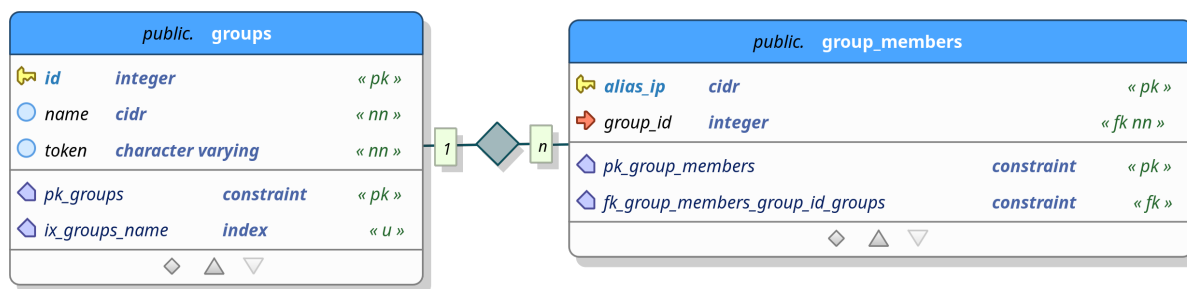 public. groups
id integer « pk »
name cidr « nn »
token character varying « nn »
pk_groups constraint « pk »
ix_groups_name index « u »
1
n
public. group_members
alias_ip cidr « pk »
group_id integer « fk nn »
pk_group_members constraint « pk »
fk_group_members_group_id_groups constraint « fk »